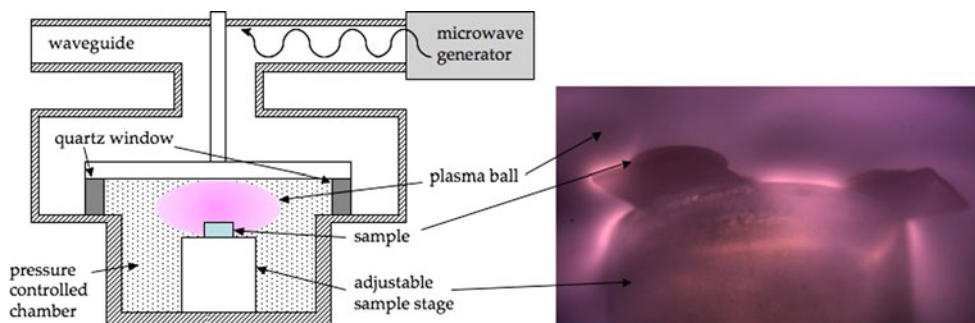 waveguide
microwave
generator
quartz window
plasma ball
sample
pressure
controlled
chamber
adjustable
sample stage